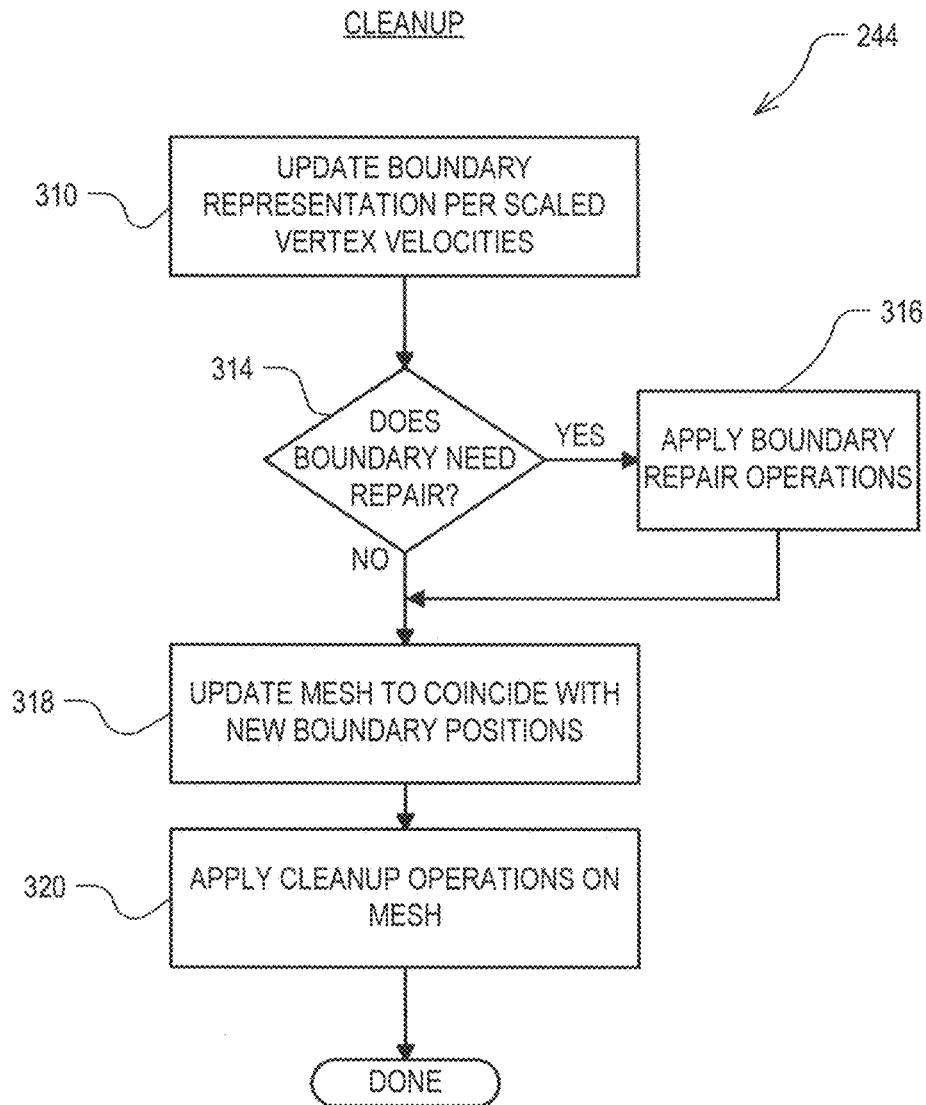 CLEANUP
244
310
UPDATE BOUNDARY
REPRESENTATION PER SCALED
VERTEX VELOCITIES
316
314
DOES
BOUNDARY NEED
REPAIR?
YES
APPLY BOUNDARY
REPAIR OPERATIONS
NO
318
UPDATE MESH TO COINCIDE WITH
NEW BOUNDARY POSITIONS
320
APPLY CLEANUP OPERATIONS ON
MESH
DONE